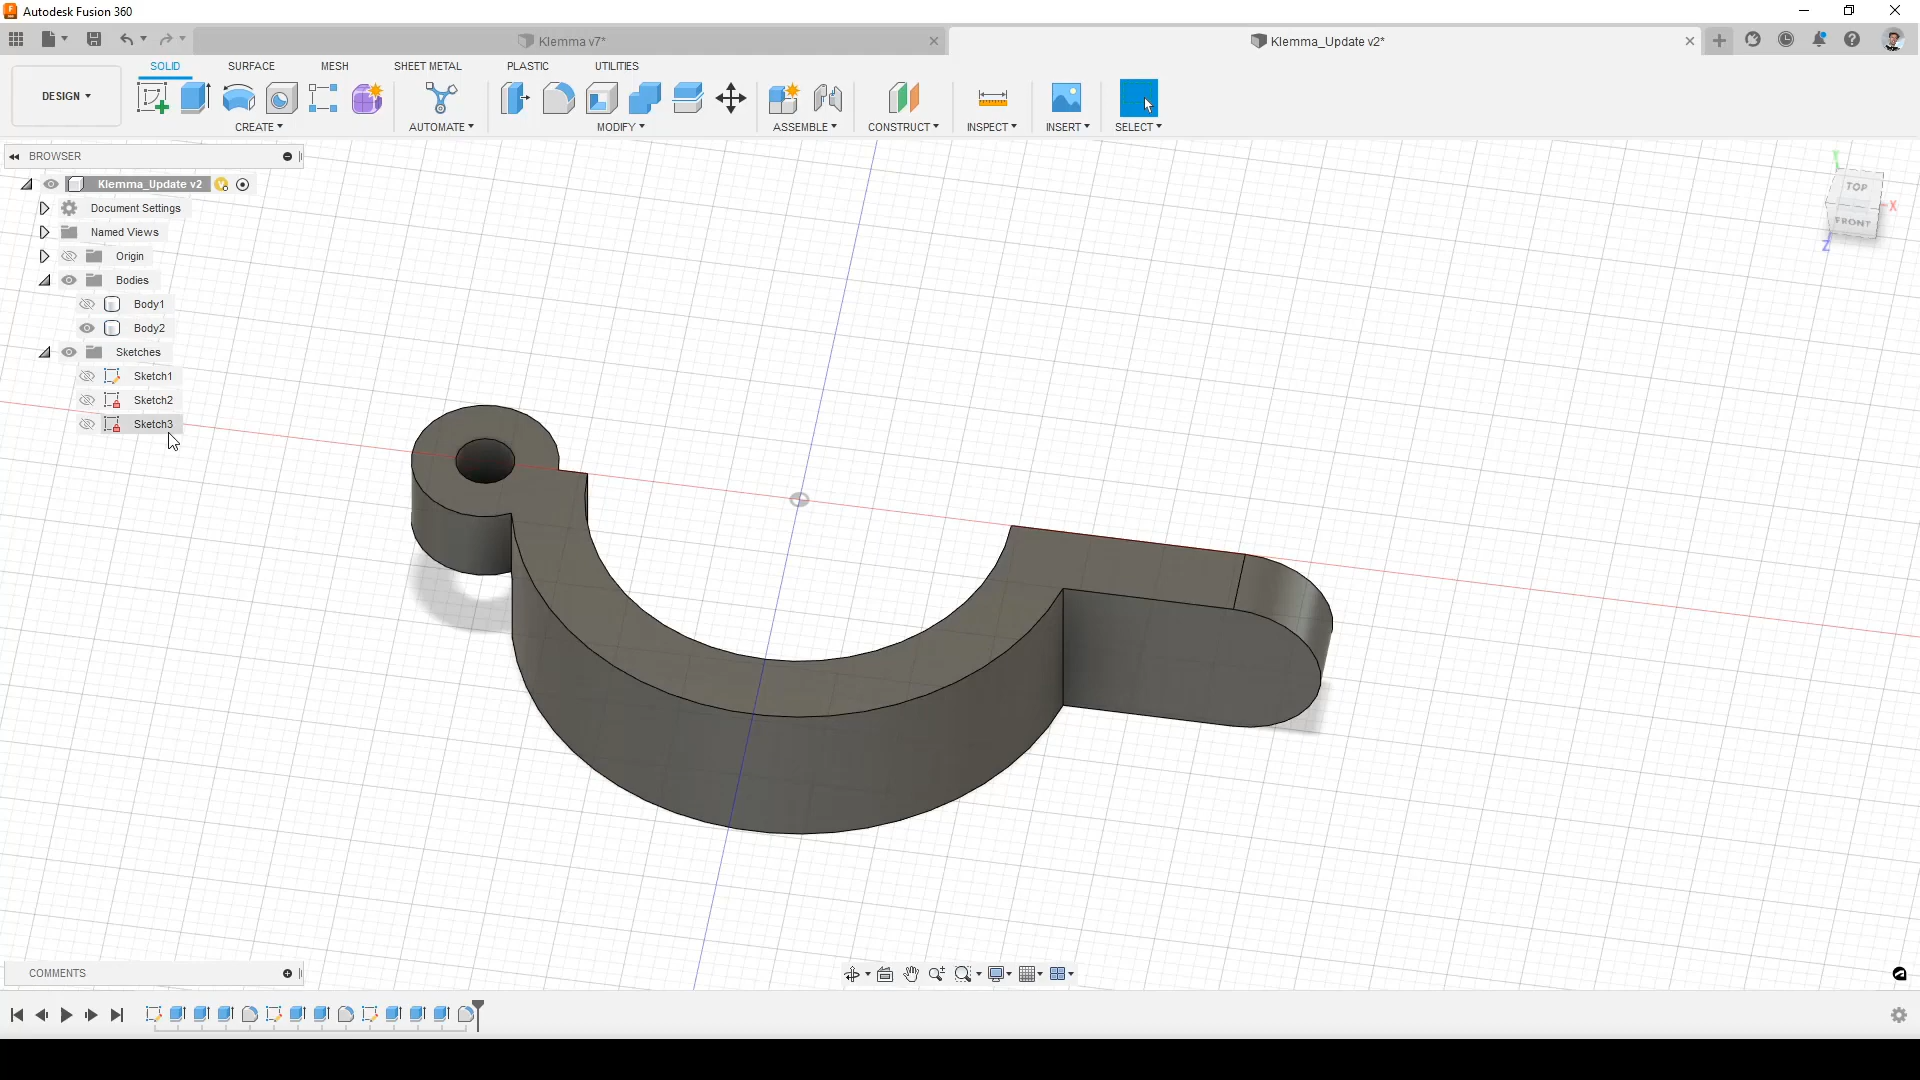 Autodesk Fusion 360
Klemma v7*
Klemma_Update v2*
DESIGN
SOLID
SURFACE
MESH
SHEET METAL
PLASTIC
UTILITIES
CREATE
AUTOMATE
MODIFY
ASSEMBLE
CONSTRUCT
INSPECT
INSERT
SELECT
BROWSER
Klemma_Update v2
Document Settings
Named Views
Origin
Bodies
Body1
Body2
Sketches
Sketch1
Sketch2
Sketch3
Y
TOP
X
FRONT
Z
COMMENTS